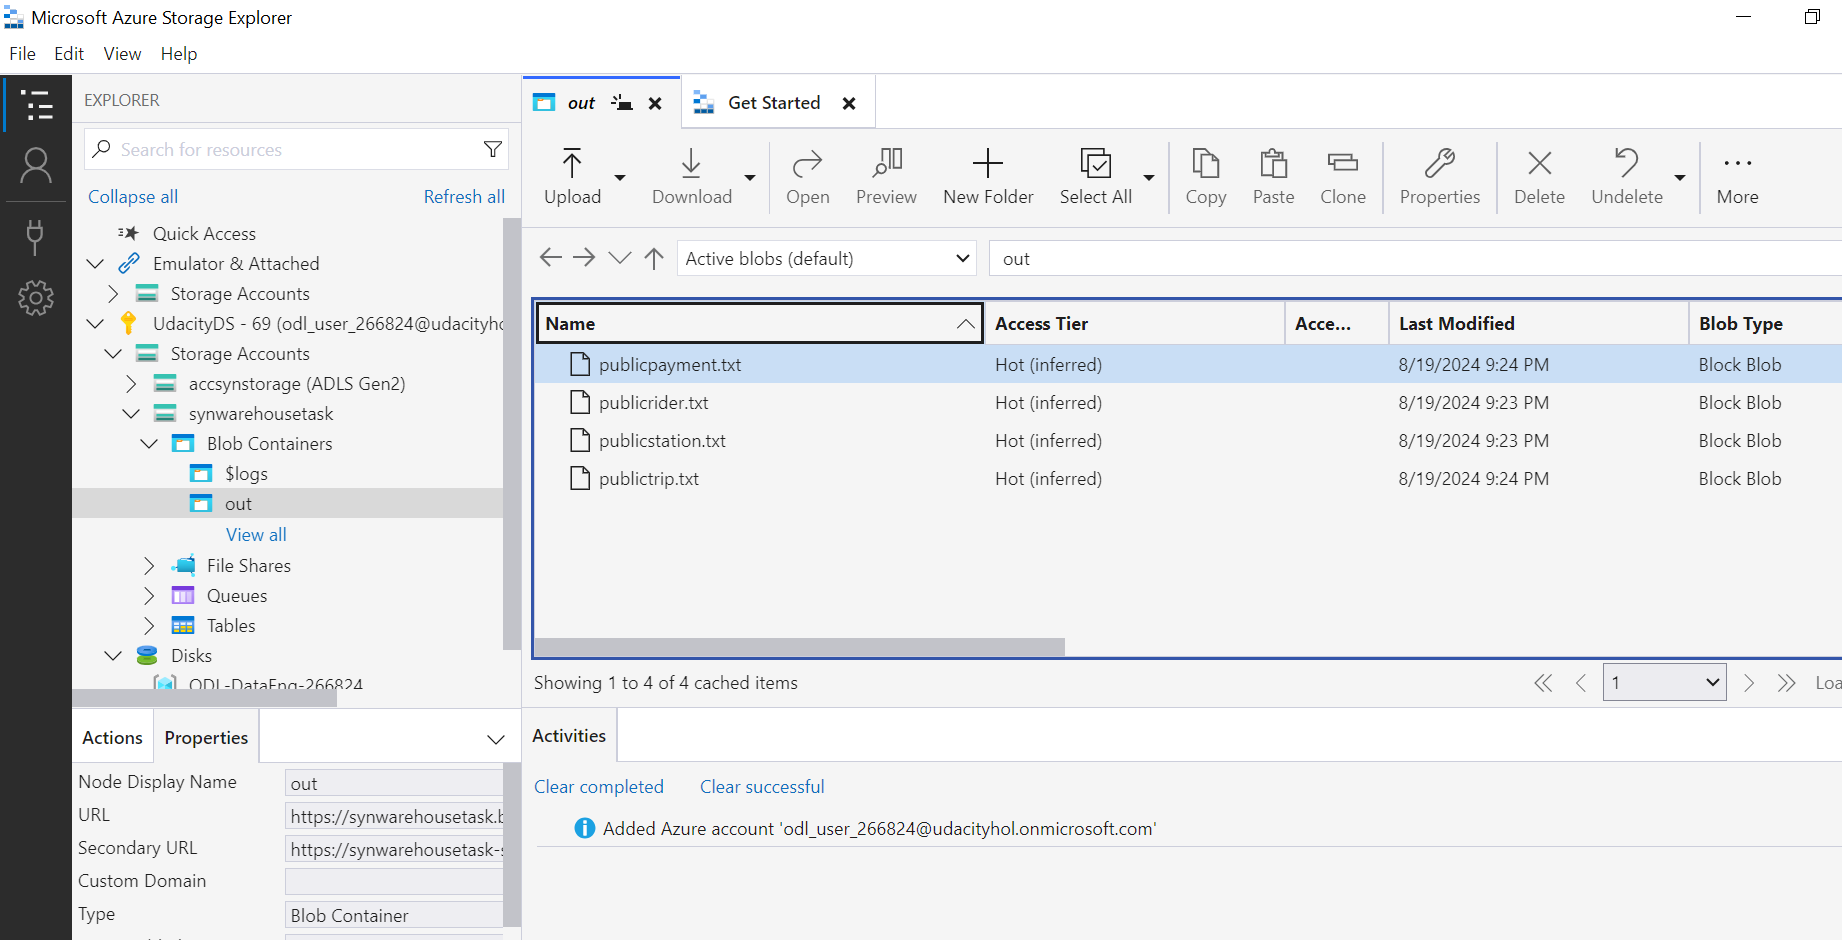 Microsoft Azure Storage Explorer
File Edit View Help
EXPLORER
Search for resources
Collapse all Refresh all
Quick Access
Emulator & Attached
Storage Accounts
UdacityDS - 69 (odl_user_266824@udacityho
Storage Accounts
accsynstorage (ADLS Gen2)
synwarehousetask
Blob Containers
$logs
out
View all
File Shares
Queues
Tables
Disks
ODL-DataEng-266824
Actions Properties
Node Display Name out
URL https://synwarehousetask.b
Secondary URL https://synwarehousetask-s
Custom Domain
Type Blob Container
out Get Started
Upload Download Open Preview New Folder Select All Copy Paste Clone Properties Delete Undelete More
Active blobs (default) out
Name Access Tier Acce... Last Modified Blob Type
publicpayment.txt Hot (inferred) 8/19/2024 9:24 PM Block Blob
publicrider.txt Hot (inferred) 8/19/2024 9:23 PM Block Blob
publicstation.txt Hot (inferred) 8/19/2024 9:23 PM Block Blob
publictrip.txt Hot (inferred) 8/19/2024 9:24 PM Block Blob
Showing 1 to 4 of 4 cached items 1 Loa
Activities
Clear completed Clear successful
Added Azure account 'odl_user_266824@udacityhol.onmicrosoft.com'